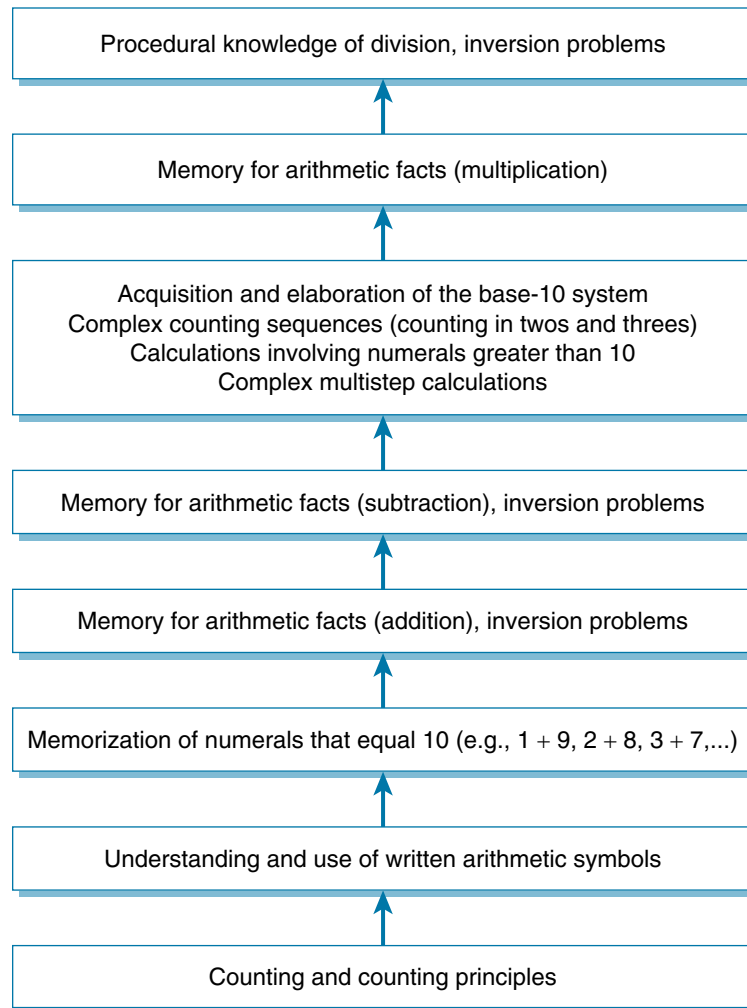 Procedural knowledge of division, inversion problems
Memory for arithmetic facts (multiplication)
Acquisition and elaboration of the base-10 system
Complex counting sequences (counting in twos and threes)
Calculations involving numerals greater than 10
Complex multistep calculations
Memory for arithmetic facts (subtraction), inversion problems
Memory for arithmetic facts (addition), inversion problems
Memorization of numerals that equal 10 (e.g., 1 + 9, 2 + 8, 3 + 7,...)
Understanding and use of written arithmetic symbols
Counting and counting principles